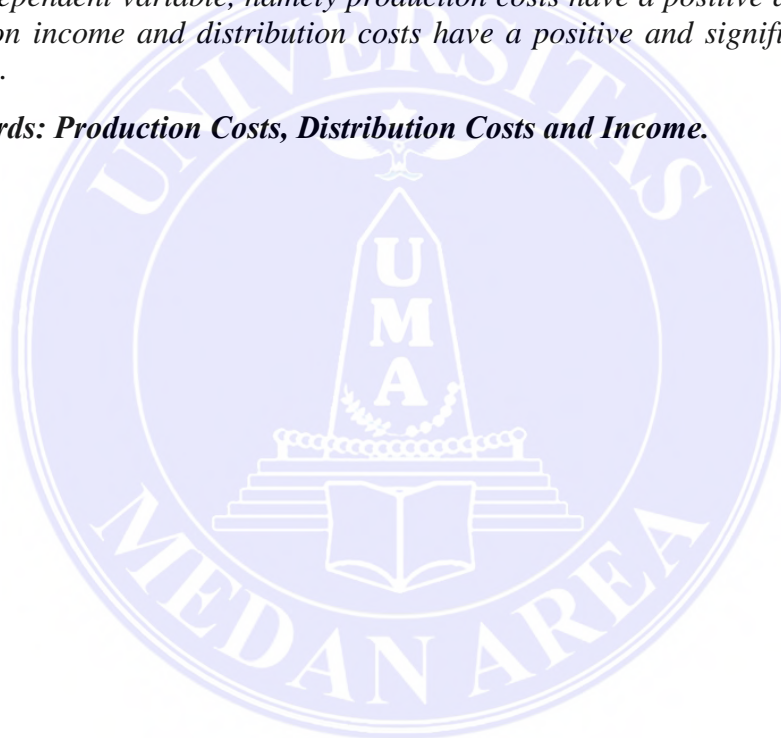 ependent variable, namely production costs have a positive a
on income and distribution costs have a positive and signifi
.
rds: Production Costs, Distribution Costs and Income.
UNIVERSITAS
U
M
A
MEDAN AREA